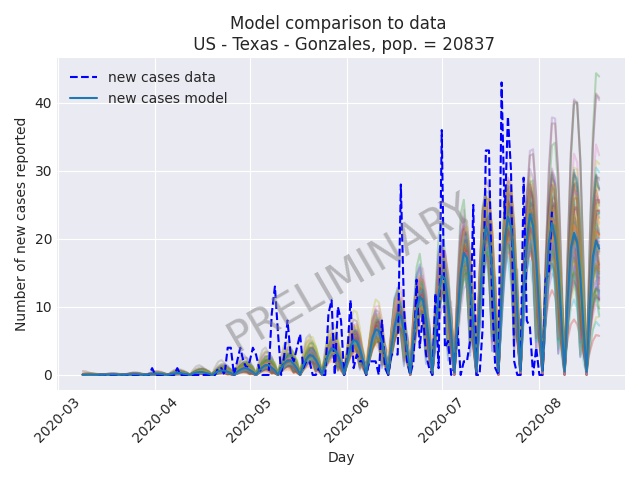 Model comparison to data
US - Texas - Gonzales, pop. = 20837
new cases data
new cases model
PRELIMINARY
Number of new cases reported
40
30
20
10
0
2020-03
2020-04
2020-05
2020-06
2020-07
2020-08
Day